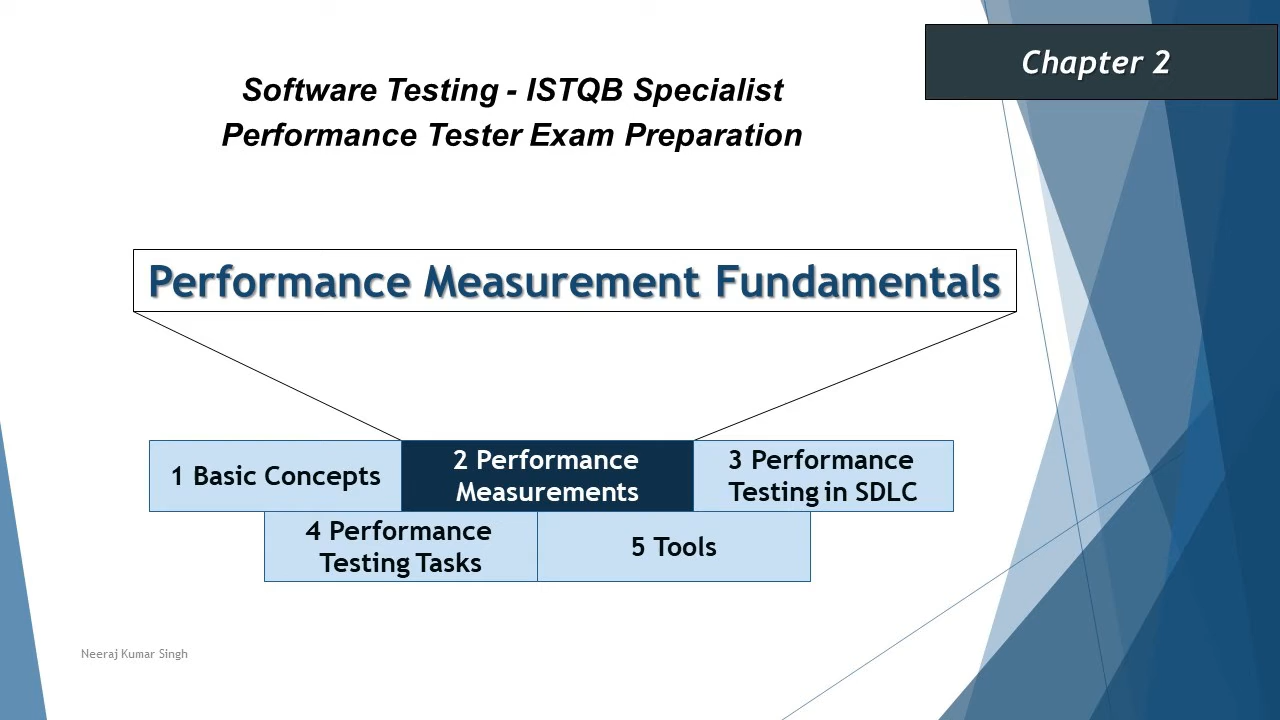 Chapter 2
Software Testing - ISTQB Specialist
Performance Tester Exam Preparation
Performance Measurement Fundamentals
1 Basic Concepts
2 Performance
Measurements
3 Performance
Testing in SDLC
4 Performance
Testing Tasks
5 Tools
Neeraj Kumar Singh